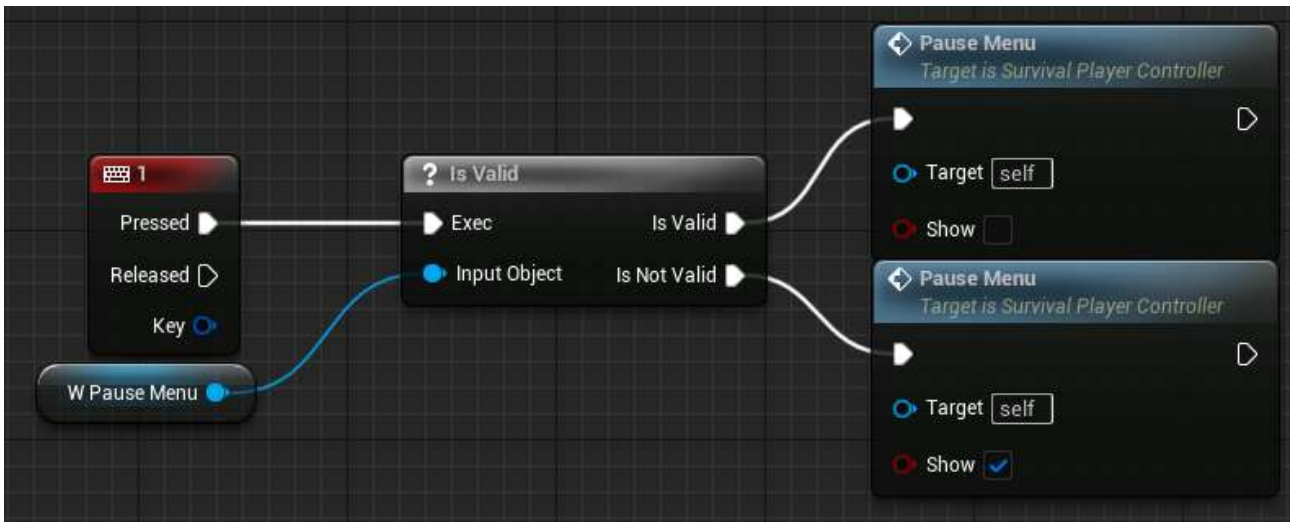 1
Pressed
Released
Key
W Pause Menu
Is Valid
Exec
Is Valid
Input Object
Is Not Valid
Pause Menu
Target is Survival Player Controller
Target self
Show
Pause Menu
Target is Survival Player Controller
Target self
Show